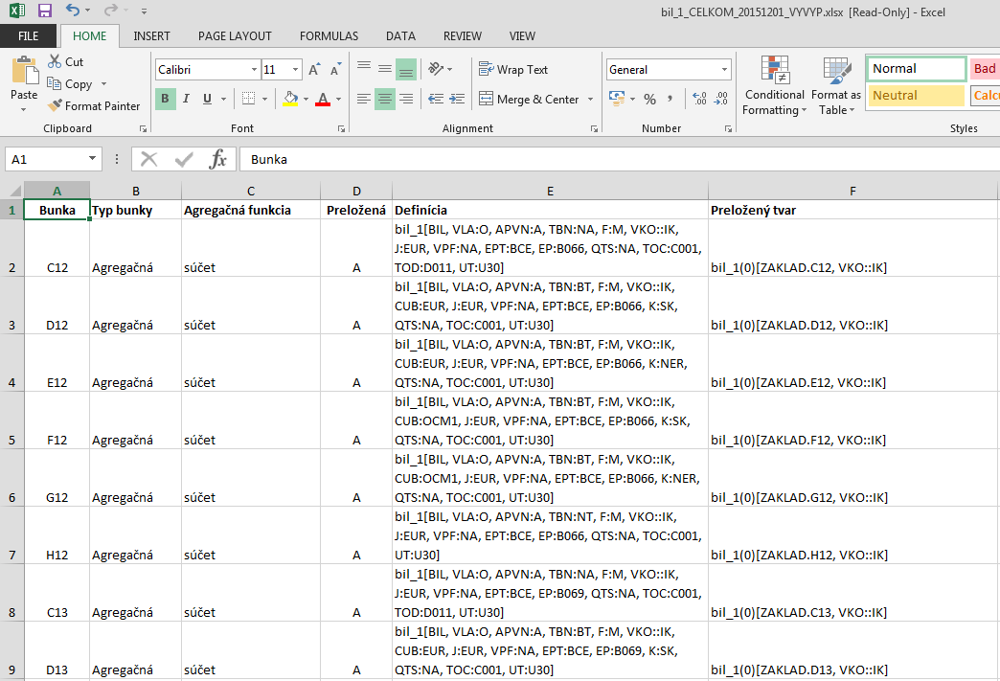 bil_1_CELKOM_20151201_VYVYP.xlsx [Read-Only] - Excel
FILE HOME INSERT PAGE LAYOUT FORMULAS DATA REVIEW VIEW
Paste
Cut
Copy
Format Painter
Clipboard
Calibri 11
B I U
A A
A
Font
Wrap Text
Merge & Center
Alignment
General
%
,
.00
.0
Number
Conditional Formatting
Format as Table
Normal Bad
Neutral Calcu
Styles
A1 fx Bunka
A B C D E F
1 Bunka Typ bunky Agregačná funkcia Preložená Definícia Preložený tvar
bil_1[BIL, VLA:O, APVN:A, TBN:NA, F:M, VKO::IK,
J:EUR, VPF:NA, EPT:BCE, EP:B066, QTS:NA, TOC:C001,
2 C12 Agregačná súčet A TOD:D011, UT:U30] bil_1(0)[ZAKLAD.C12, VKO::IK]
bil_1[BIL, VLA:O, APVN:A, TBN:BT, F:M, VKO::IK,
CUB:EUR, J:EUR, VPF:NA, EPT:BCE, EP:B066, K:SK,
3 D12 Agregačná súčet A QTS:NA, TOC:C001, UT:U30] bil_1(0)[ZAKLAD.D12, VKO::IK]
bil_1[BIL, VLA:O, APVN:A, TBN:BT, F:M, VKO::IK,
CUB:EUR, J:EUR, VPF:NA, EPT:BCE, EP:B066, K:NER,
4 E12 Agregačná súčet A QTS:NA, TOC:C001, UT:U30] bil_1(0)[ZAKLAD.E12, VKO::IK]
bil_1[BIL, VLA:O, APVN:A, TBN:BT, F:M, VKO::IK,
CUB:OCM1, J:EUR, VPF:NA, EPT:BCE, EP:B066, K:SK,
5 F12 Agregačná súčet A QTS:NA, TOC:C001, UT:U30] bil_1(0)[ZAKLAD.F12, VKO::IK]
bil_1[BIL, VLA:O, APVN:A, TBN:BT, F:M, VKO::IK,
CUB:OCM1, J:EUR, VPF:NA, EPT:BCE, EP:B066, K:NER,
6 G12 Agregačná súčet A QTS:NA, TOC:C001, UT:U30] bil_1(0)[ZAKLAD.G12, VKO::IK]
bil_1[BIL, VLA:O, APVN:A, TBN:NT, F:M, VKO::IK,
J:EUR, VPF:NA, EPT:BCE, EP:B066, QTS:NA, TOC:C001,
7 H12 Agregačná súčet A UT:U30] bil_1(0)[ZAKLAD.H12, VKO::IK]
bil_1[BIL, VLA:O, APVN:A, TBN:NA, F:M, VKO::IK,
J:EUR, VPF:NA, EPT:BCE, EP:B069, QTS:NA, TOC:C001,
8 C13 Agregačná súčet A TOD:D011, UT:U30] bil_1(0)[ZAKLAD.C13, VKO::IK]
bil_1[BIL, VLA:O, APVN:A, TBN:BT, F:M, VKO::IK,
CUB:EUR, J:EUR, VPF:NA, EPT:BCE, EP:B069, K:SK,
9 D13 Agregačná súčet A QTS:NA, TOC:C001, UT:U30] bil_1(0)[ZAKLAD.D13, VKO::IK]